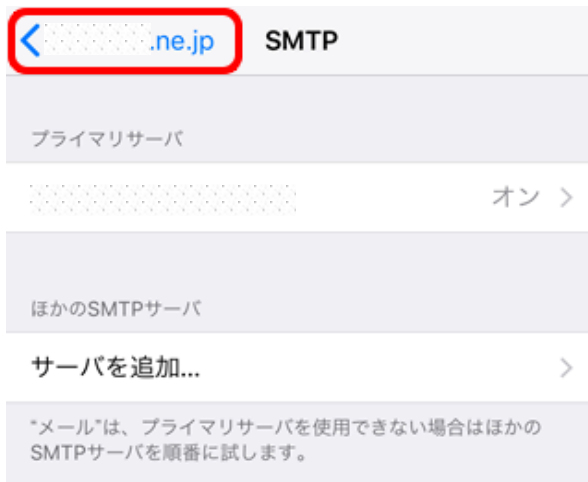 .ne.jp SMTP
プライマリサーバ
オン
ほかのSMTPサーバ
サーバを追加...
“メール”は、プライマリサーバを使用できない場合はほかの
SMTPサーバを順番に試します。